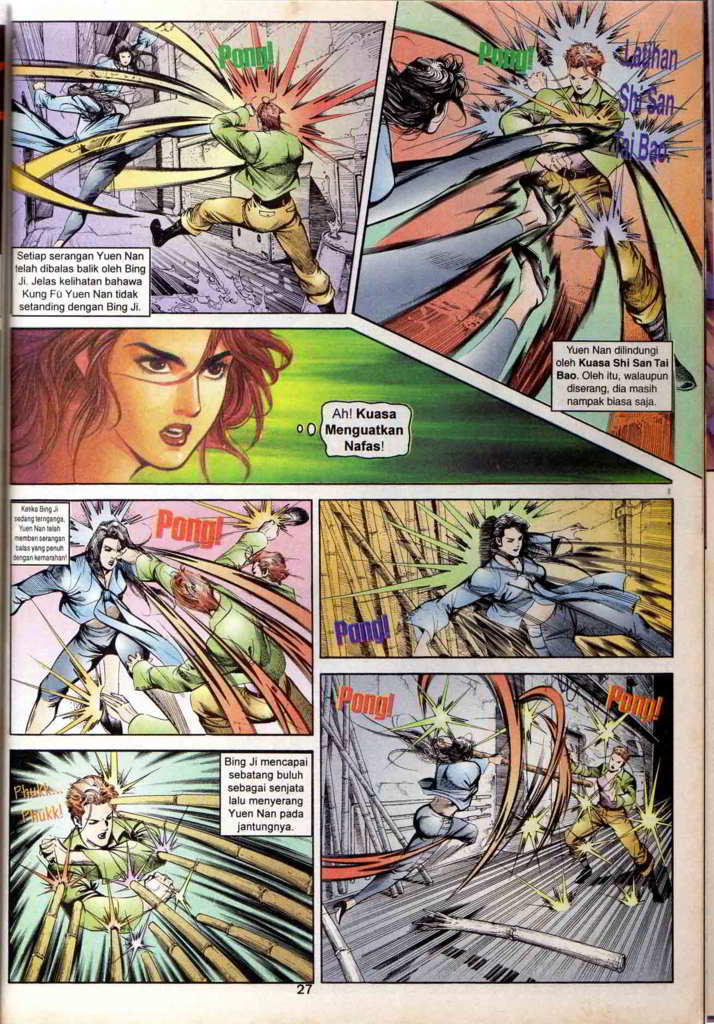 Pong!
Setiap serangan Yuen Nan
telah dibalas balik oleh Bing
Ji. Jelas kelihatan bahawa
Kung Fu Yuen Nan tidak
setanding dengan Bing Ji.
Pong!
Latihan
Shi San
Tai Bao.
Yuen Nan dilindungi
oleh Kuasa Shi San Tai
Bao. Oleh itu, walaupun
diserang, dia masih
nampak biasa saja.
Ah! Kuasa
Menguatkan
Nafas!
Ketika Bing Ji
sedang ternganga,
Yuen Nan telah
memberi seberang
balas yang penuh
dengan kemarahan!
Pong!
Pong!
Phukk...
Phukk!
Bing Ji mencapai
sebatang buluh
sebagai senjata
lalu menyerang
Yuen Nan pada
jantungnya.
Pong!
Pong!
27